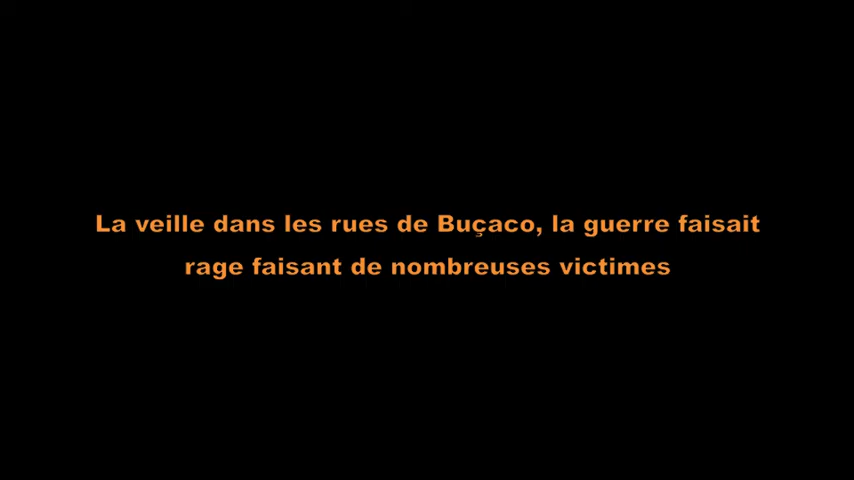 La veille dans les rues de Buçaco, la guerre faisait
rage faisant de nombreuses victimes